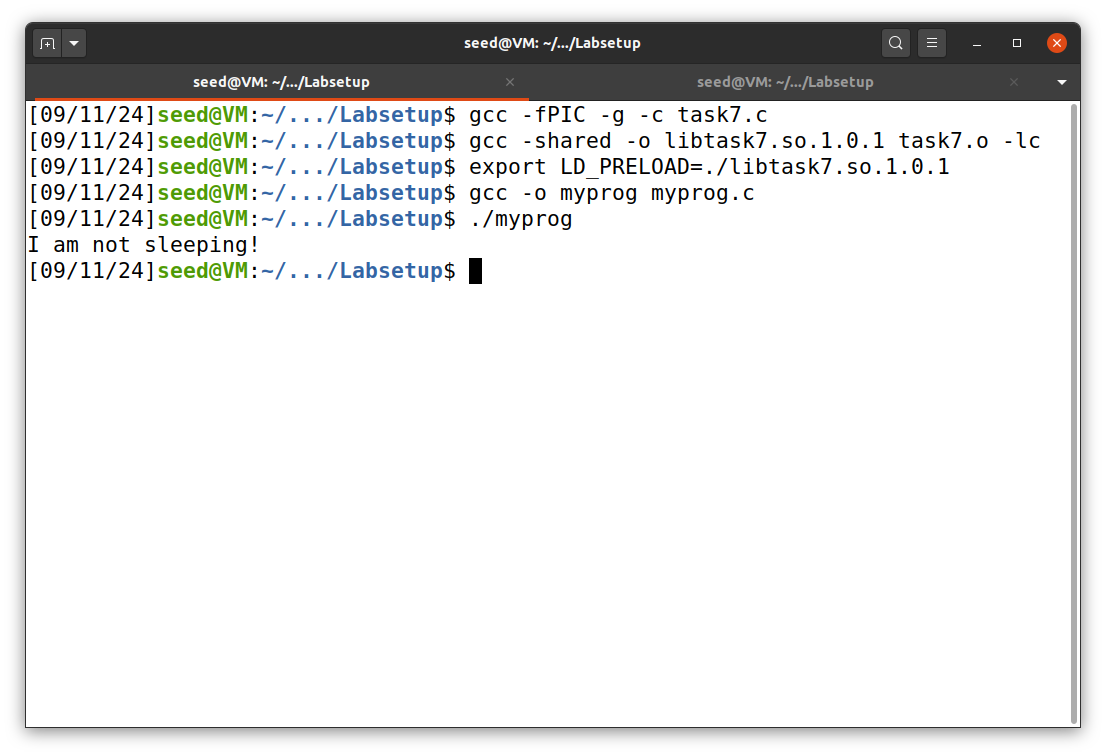 seed@VM: ~/.../Labsetup
seed@VM: ~/.../Labsetup
seed@VM: ~/.../Labsetup
[09/11/24]seed@VM:~/.../Labsetup$ gcc -fPIC -g -c task7.c
[09/11/24]seed@VM:~/.../Labsetup$ gcc -shared -o libtask7.so.1.0.1 task7.o -lc
[09/11/24]seed@VM:~/.../Labsetup$ export LD_PRELOAD=./libtask7.so.1.0.1
[09/11/24]seed@VM:~/.../Labsetup$ gcc -o myprog myprog.c
[09/11/24]seed@VM:~/.../Labsetup$ ./myprog
I am not sleeping!
[09/11/24]seed@VM:~/.../Labsetup$